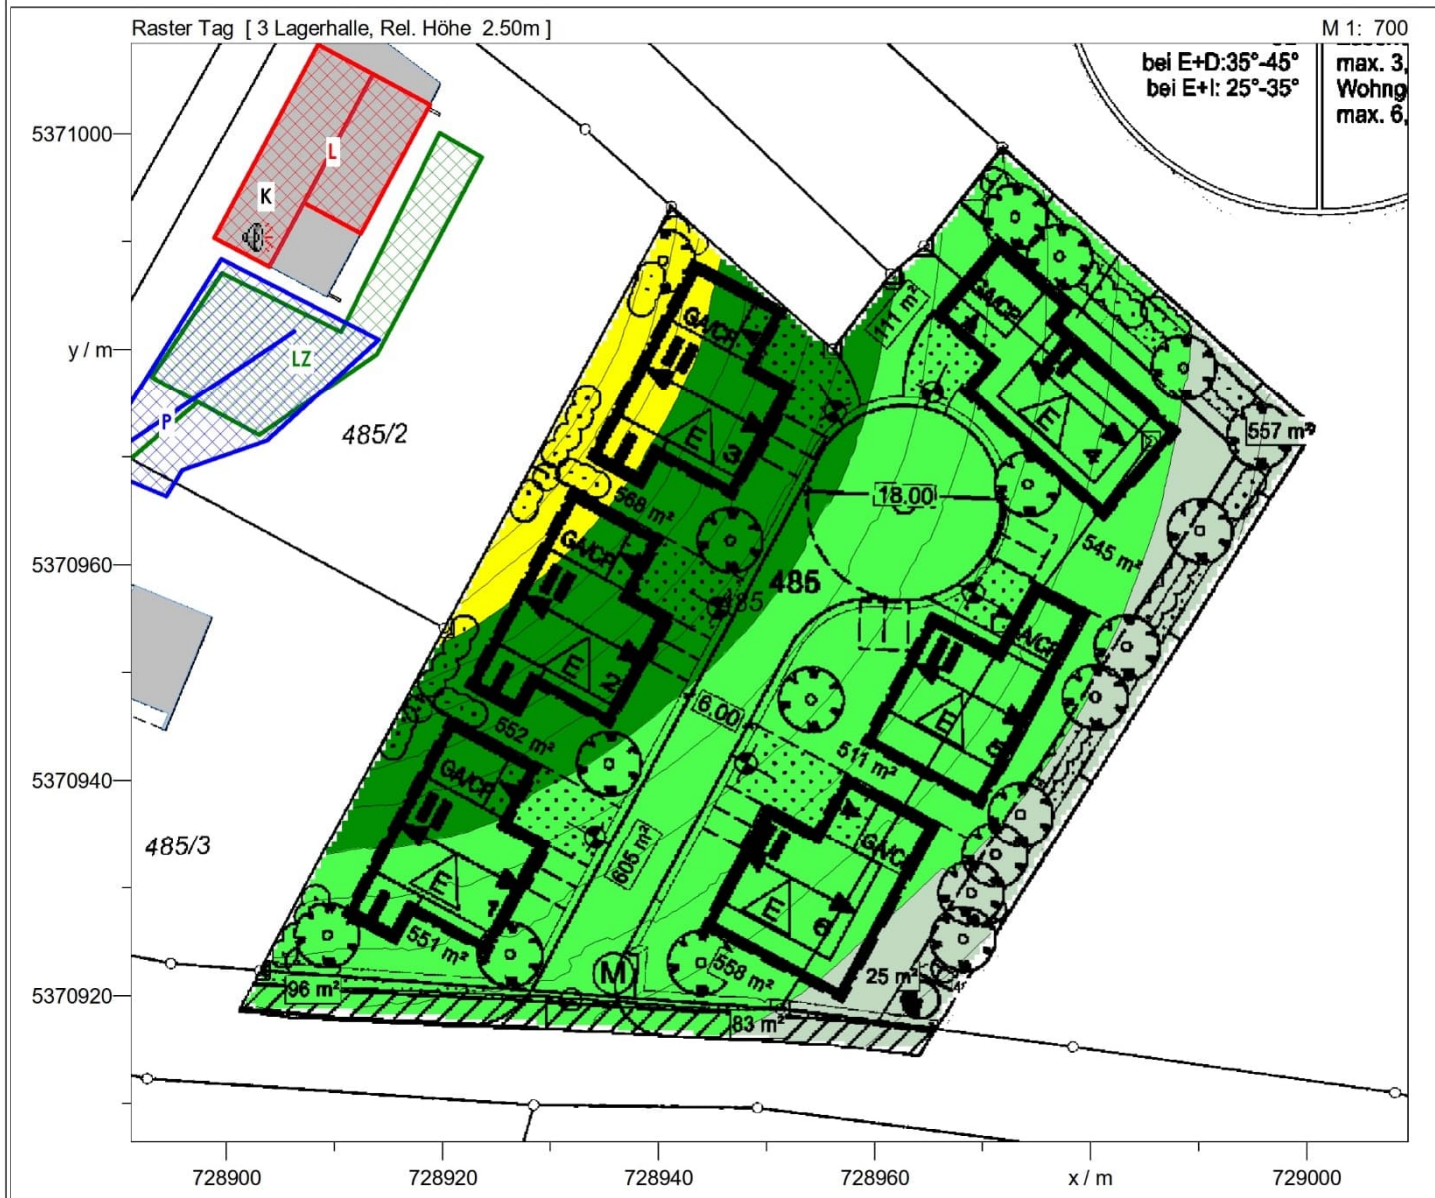 Raster Tag [ 3 Lagerhalle, Rel. Höhe 2.50m ]
M 1: 700
bei E+D:35°-45°
bei E+I: 25°-35°
max. 3,
Wohng
max. 6,
5371000
y / m
5370960
5370940
5370920
L
K
LZ
P
485/2
485/3
GA/CP
E
3
568 m²
GA/CP
E
2
552 m²
GA/CP
E
551 m²
111 m²
GA/CP
E
4
557 m²
18.00
545 m²
485
485
6.00
E
511 m²
605 m²
GA/CP
E
6
558 m²
M
25 m²
96 m²
83 m²
728900
728920
728940
728960
x / m
729000